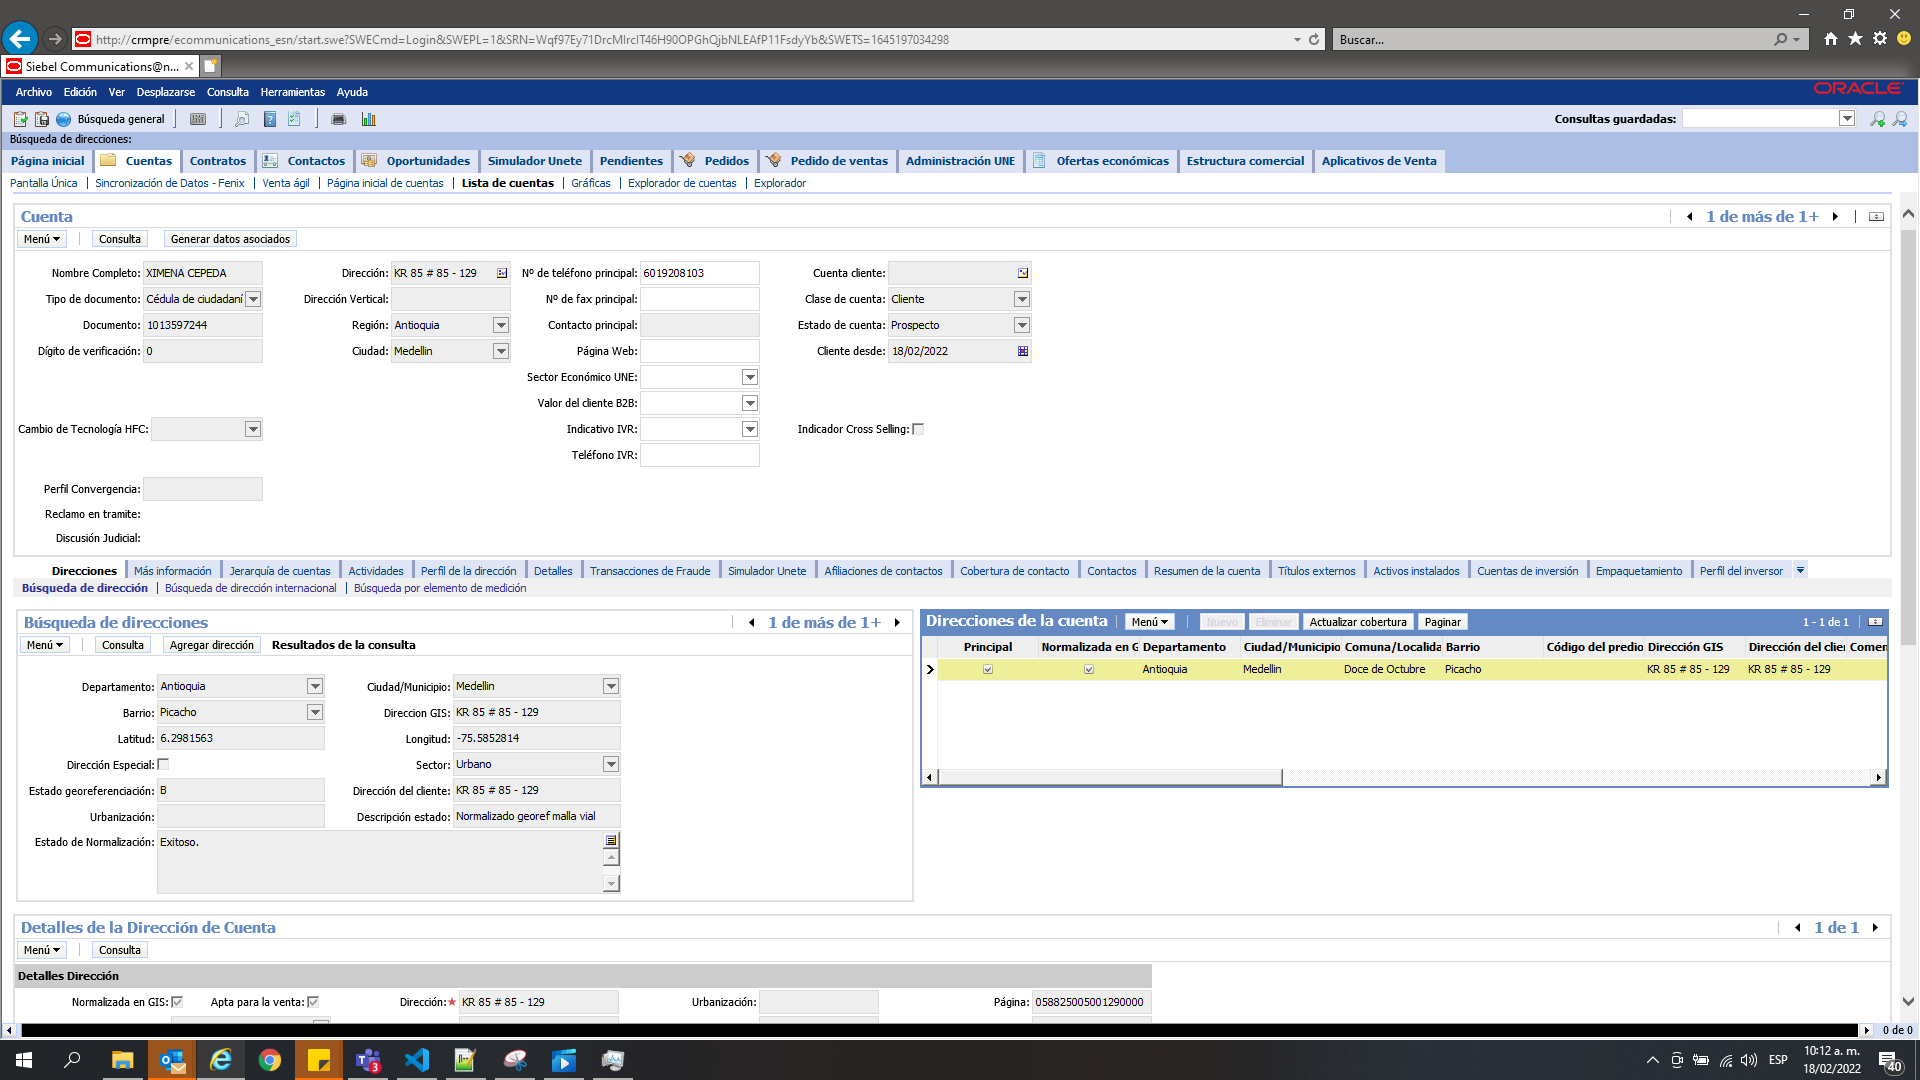 http://crmpre/ecommunications_esn/start.swe?SWECmd=Login&SWEPL=1&SRN=Wqf97Ey71DrcMIrcIT46H90OPGhQjbNLEAfP11FsdyYb&SWETS=1645197034298
Buscar...
Siebel Communications@n...
Archivo Edición Ver Desplazarse Consulta Herramientas Ayuda
ORACLE
Búsqueda general
Consultas guardadas:
Búsqueda de direcciones:
Página inicial Cuentas Contratos Contactos Oportunidades Simulador Unete Pendientes Pedidos Pedido de ventas Administración UNE Ofertas económicas Estructura comercial Aplicativos de Venta
Pantalla Única Sincronización de Datos - Fenix Venta ágil Página inicial de cuentas Lista de cuentas Gráficas Explorador de cuentas Explorador
Cuenta 1 de más de 1+
Menú Consulta Generar datos asociados
Nombre Completo: XIMENA CEPEDA Dirección: KR 85 # 85 - 129 Nº de teléfono principal: 6019208103 Cuenta cliente:
Tipo de documento: Cédula de ciudadaní Dirección Vertical: Nº de fax principal: Clase de cuenta: Cliente
Documento: 1013597244 Región: Antioquia Contacto principal: Estado de cuenta: Prospecto
Dígito de verificación: 0 Ciudad: Medellin Página Web: Cliente desde: 18/02/2022
Sector Económico UNE:
Valor del cliente B2B:
Cambio de Tecnología HFC: Indicativo IVR: Indicador Cross Selling:
Teléfono IVR:
Perfil Convergencia:
Reclamo en tramite:
Discusión Judicial:
Direcciones Más información Jerarquía de cuentas Actividades Perfil de la dirección Detalles Transacciones de Fraude Simulador Unete Afiliaciones de contactos Cobertura de contacto Contactos Resumen de la cuenta Títulos externos Activos instalados Cuentas de inversión Empaquetamiento Perfil del inversor
Búsqueda de dirección Búsqueda de dirección internacional Búsqueda por elemento de medición
Búsqueda de direcciones 1 de más de 1+
Menú Consulta Agregar dirección Resultados de la consulta
Departamento: Antioquia Ciudad/Municipio: Medellin
Barrio: Picacho Direccion GIS: KR 85 # 85 - 129
Latitud: 6.2981563 Longitud: -75.5852814
Dirección Especial: Sector: Urbano
Estado georeferenciación: B Dirección del cliente: KR 85 # 85 - 129
Urbanización: Descripción estado: Normalizado georef malla vial
Estado de Normalización: Exitoso.
Direcciones de la cuenta Menú Nuevo Eliminar Actualizar cobertura Paginar 1 - 1 de 1
Principal Normalizada en G Departamento Ciudad/Municipio Comuna/Localida Barrio Código del predio Dirección GIS Dirección del clien Comen
Antioquia Medellin Doce de Octubre Picacho KR 85 # 85 - 129 KR 85 # 85 - 129
Detalles de la Dirección de Cuenta 1 de 1
Menú Consulta
Detalles Dirección
Normalizada en GIS: Apta para la venta: Dirección:* KR 85 # 85 - 129 Urbanización: Página: 058825005001290000
0 de 0
3
ESP
10:12 a. m.
18/02/2022
40